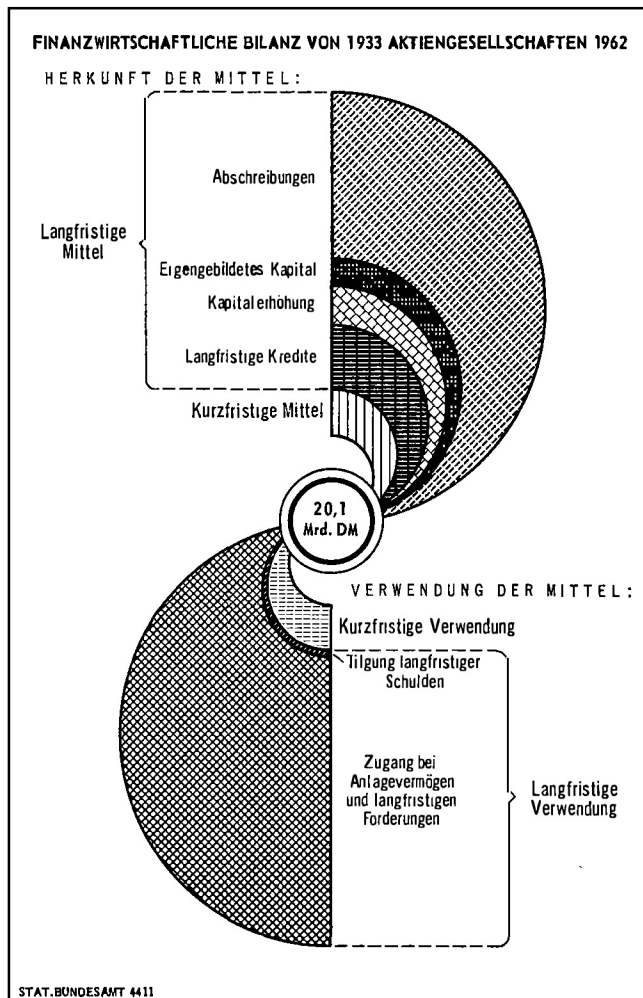 FINANZWIRTSCHAFTLICHE BILANZ VON 1933 AKTIENGESELLSCHAFTEN 1962
HERKUNFT DER MITTEL:
Abschreibungen
Langfristige
Mittel
Eigengebildetes Kapital
Kapitalerhöhung
Langfristige Kredite
Kurzfristige Mittel
20,1
Mrd. DM
VERWENDUNG DER MITTEL:
Kurzfristige Verwendung
Tilgung langfristiger
Schulden
Zugang bei
Anlagevermögen
und langfristigen
Forderungen
Langfristige
Verwendung
STAT.BUNDESAMT 4411